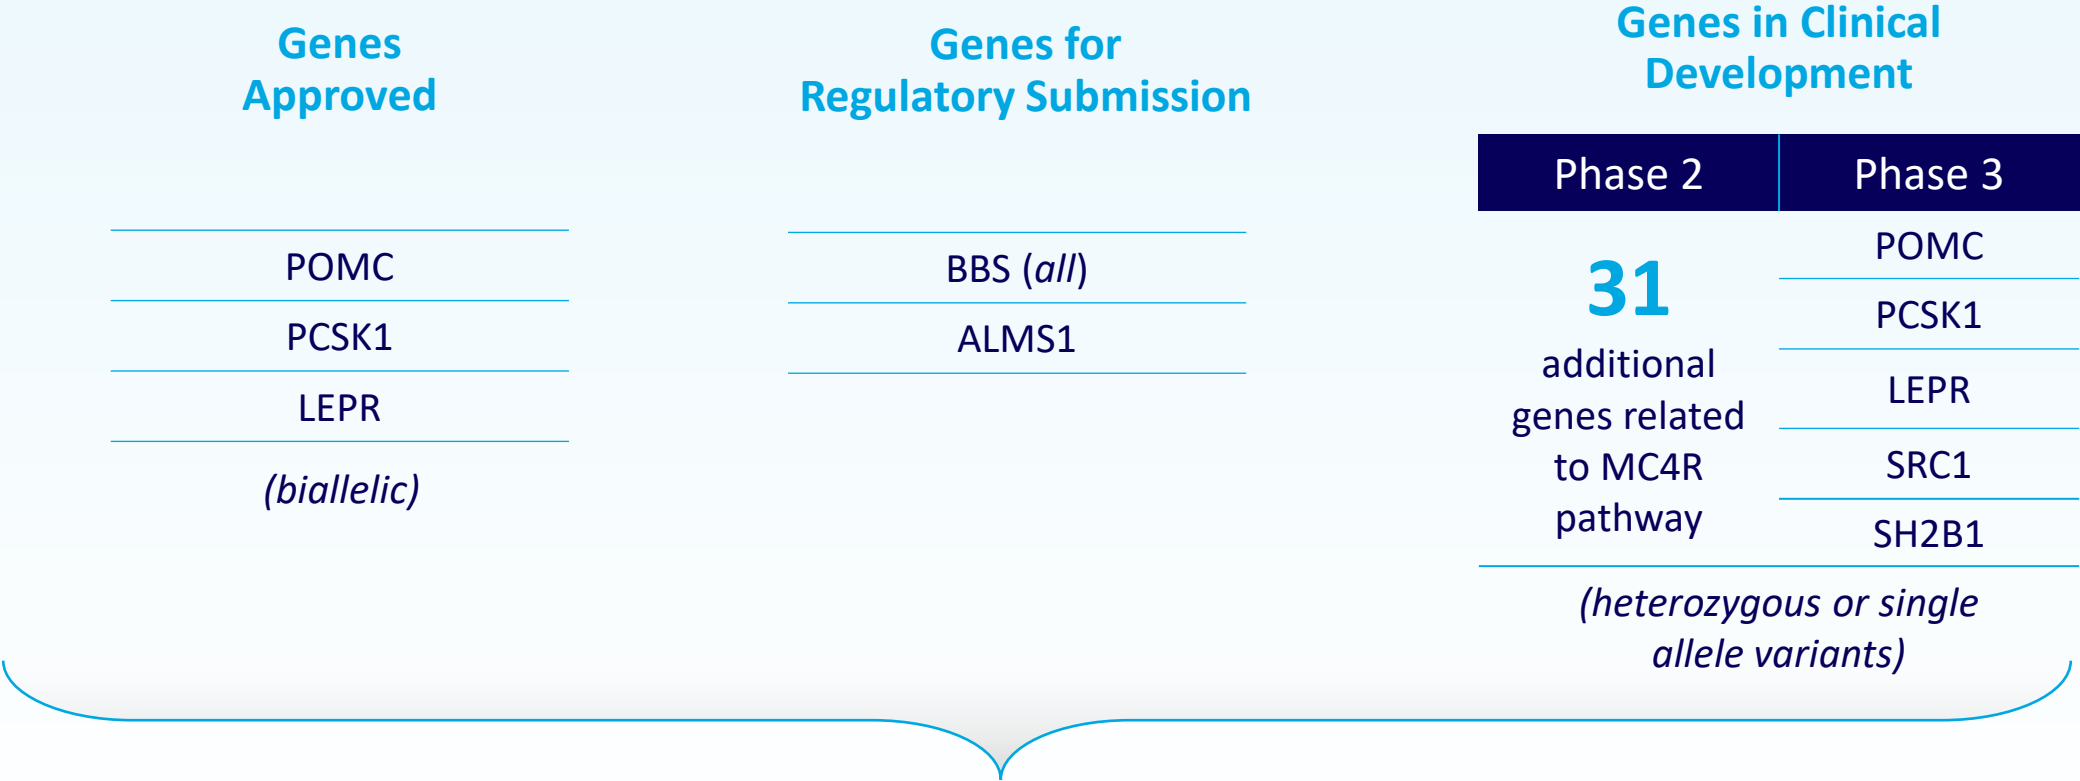 Genes
Approved
POMC
PCSK1
LEPR
(biallelic)
Genes for
Regulatory Submission
BBS (all)
ALMS1
Genes in Clinical
Development
Phase 2
31
additional
genes related
to MC4R
pathway
Phase 3
POMC
PCSK1
LEPR
SRC1
SH2B1
(heterozygous or single
allele variants)